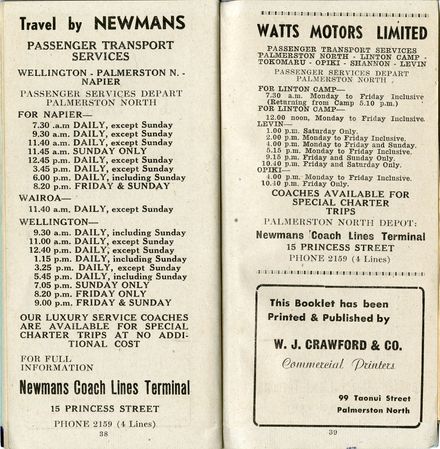 Travel by NEWMANS
PASSENGER TRANSPORT
SERVICES
WELLINGTON - PALMERSTON N. -
NAPIER
PASSENGER SERVICES DEPART
PALMERSTON NORTH
FOR NAPIER—
7.30 a.m DAILY, except Sunday
9.30 a.m. DAILY, except Sunday
11.40 a.m. DAILY, except Sunday
11.45 a.m. SUNDAY ONLY
12.45 p.m. DAILY, except Sunday
3.45 p.m. DAILY, except Sunday
6.00 p.m. DAILY, including Sunday
8.20 p.m. FRIDAY & SUNDAY
WAIROA—
11.40 a.m. DAILY, except Sunday
WELLINGTON—
9.30 a.m. DAILY, including Sunday
11.00 a.m. DAILY, except Sunday
12.40 p.m. DAILY, except Sunday
1.15 p.m. DAILY, including Sunday
3.25 p.m. DAILY, except Sunday
5.45 p.m. DAILY, including Sunday
7.05 p.m. SUNDAY ONLY
8.20 p.m. FRIDAY ONLY
9.00 p.m. FRIDAY & SUNDAY
OUR LUXURY SERVICE COACHES
ARE AVAILABLE FOR SPECIAL
CHARTER TRIPS AT NO ADDI-
TIONAL COST
FOR FULL
INFORMATION
Newmans Coach Lines Terminal
15 PRINCESS STREET
PHONE 2159 (4 Lines)
38
WATTS MOTORS LIMITED
PASSENGER TRANSPORT SERVICES
PALMERSTON NORTH - LINTON CAMP -
TOKOMARU - OPIKI - SHANNON - LEVIN
PASSENGER SERVICES DEPART
PALMERSTON NORTH
FOR LINTON CAMP—
7.30 a.m. Monday to Friday Inclusive
(Returning from Camp 5.10 p.m.)
FOR LINTON CAMP—
12.00 noon, Monday to Friday Inclusive.
LEVIN—
1.00 p.m. Saturday Only.
2.00 p.m. Monday to Friday Inclusive.
4.00 p.m. Monday to Friday and Sunday.
5.15 p.m. Monday to Friday Inclusive.
9.15 p.m. Friday and Sunday Only.
10.40 p.m. Friday and Saturday Only.
OPIKI—
4.00 p.m. Monday to Friday Inclusive.
10.40 p.m. Friday Only.
COACHES AVAILABLE FOR
SPECIAL CHARTER
TRIPS
PALMERSTON NORTH DEPOT:
Newmans Coach Lines Terminal
15 PRINCESS STREET
PHONE 2159 (4 Lines)
This Booklet has been
Printed & Published by
W. J. CRAWFORD & CO.
Commercial Printers
99 Taonui Street
Palmerston North
39